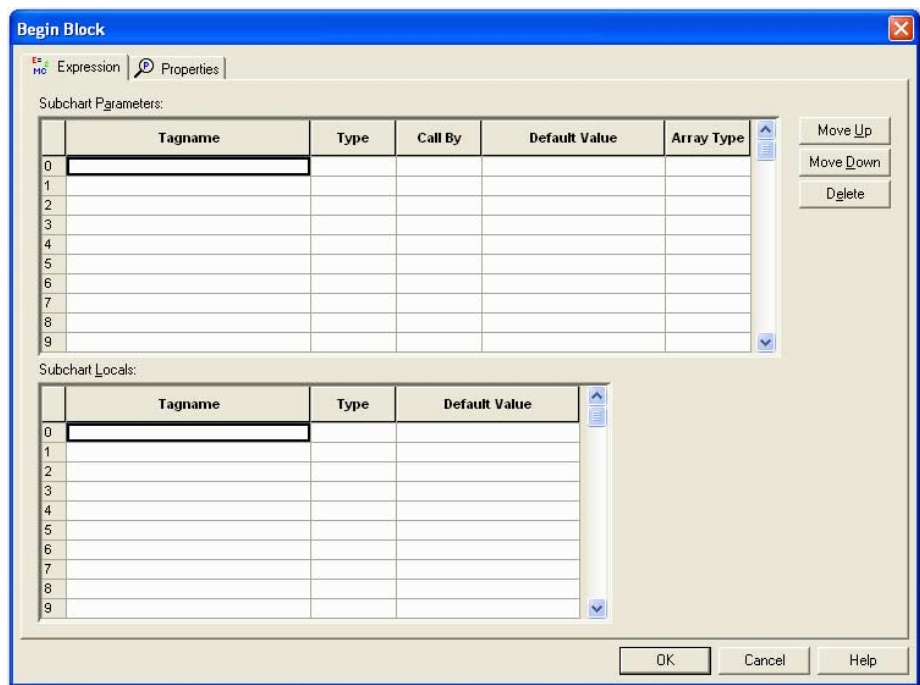 Begin Block
E= 2
MC Expression P Properties
Subchart Parameters:
Tagname Type Call By Default Value Array Type
0
1
2
3
4
5
6
7
8
9
Move Up
Move Down
Delete
Subchart Locals:
Tagname Type Default Value
0
1
2
3
4
5
6
7
8
9
OK Cancel Help